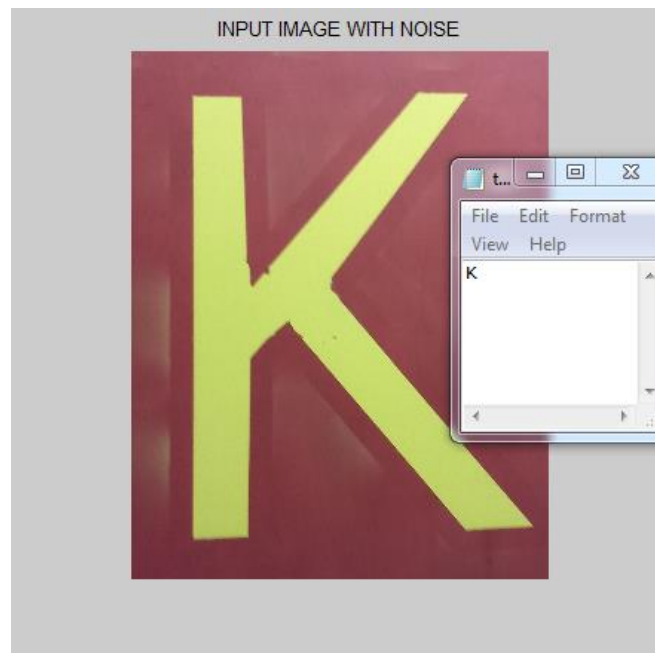 INPUT IMAGE WITH NOISE
K
t...
File Edit Format
View Help
K